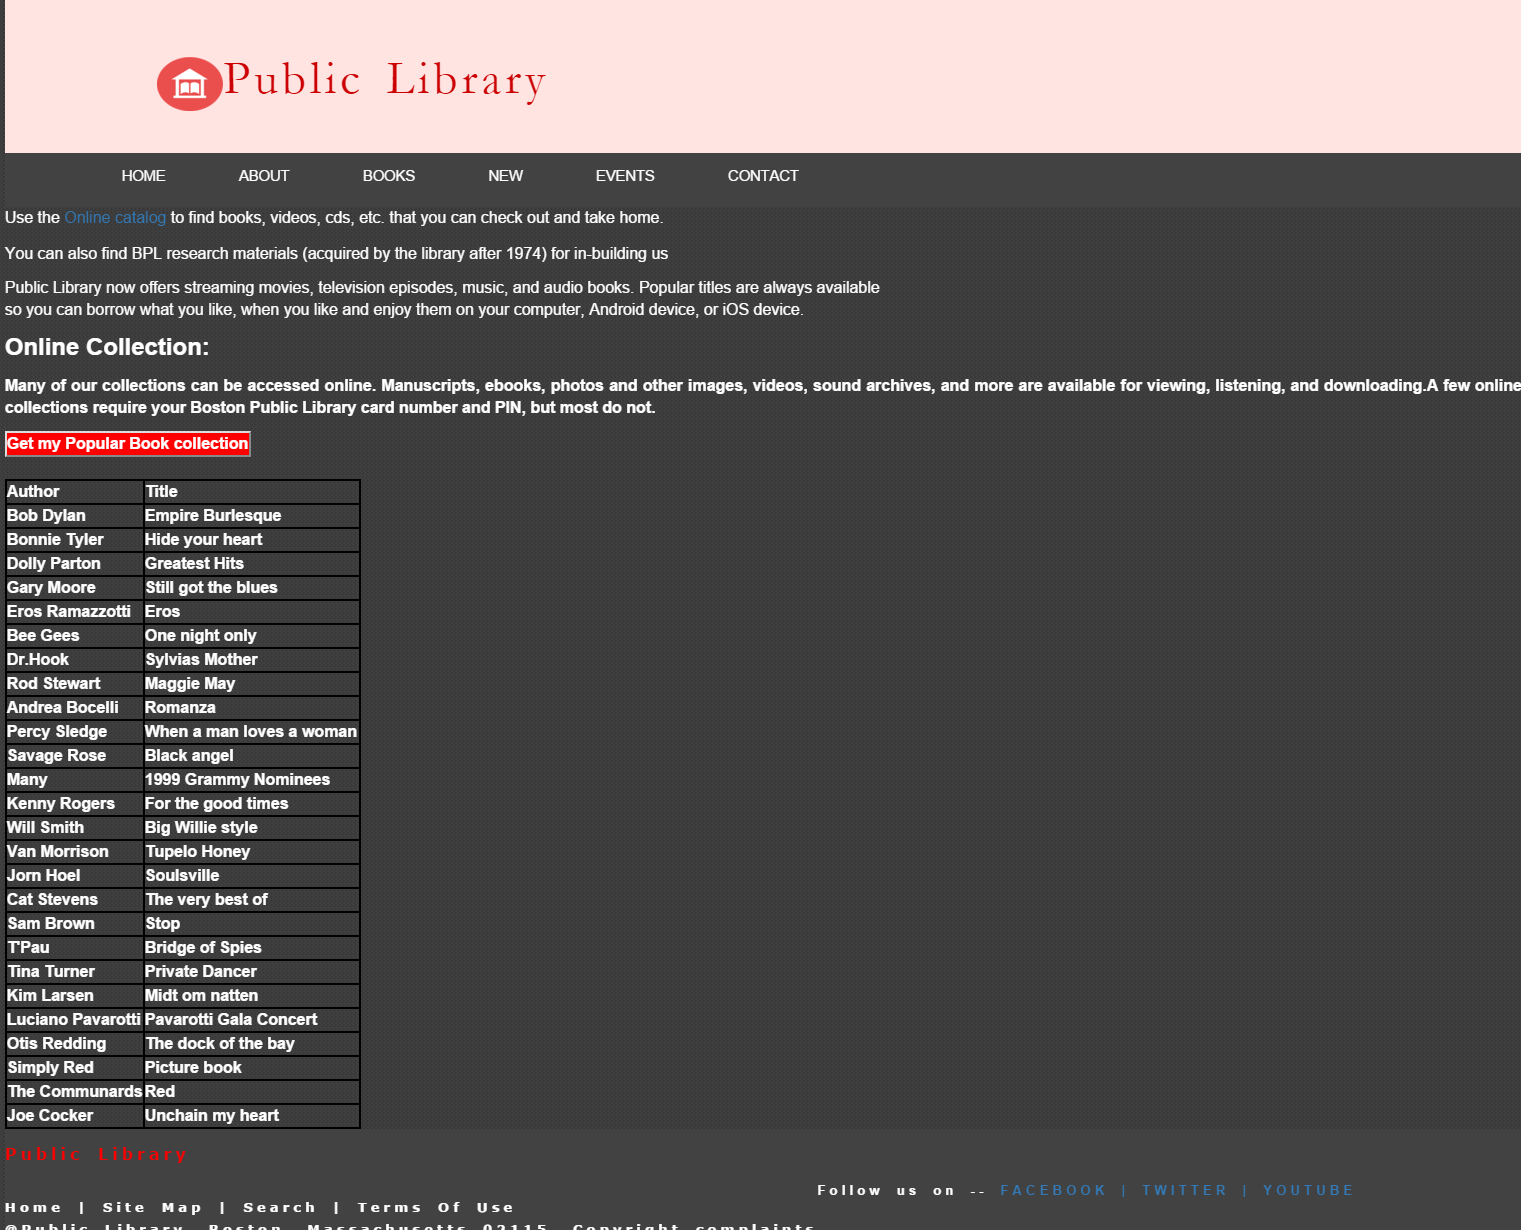 Public Library
HOME ABOUT BOOKS NEW EVENTS CONTACT
Use the Online catalog to find books, videos, cds, etc. that you can check out and take home.
You can also find BPL research materials (acquired by the library after 1974) for in-building us
Public Library now offers streaming movies, television episodes, music, and audio books. Popular titles are always available
so you can borrow what you like, when you like and enjoy them on your computer, Android device, or iOS device.
Online Collection:
Many of our collections can be accessed online. Manuscripts, ebooks, photos and other images, videos, sound archives, and more are available for viewing, listening, and downloading.A few online
collections require your Boston Public Library card number and PIN, but most do not.
Get my Popular Book collection
Author Title
Bob Dylan Empire Burlesque
Bonnie Tyler Hide your heart
Dolly Parton Greatest Hits
Gary Moore Still got the blues
Eros Ramazzotti Eros
Bee Gees One night only
Dr.Hook Sylvias Mother
Rod Stewart Maggie May
Andrea Bocelli Romanza
Percy Sledge When a man loves a woman
Savage Rose Black angel
Many 1999 Grammy Nominees
Kenny Rogers For the good times
Will Smith Big Willie style
Van Morrison Tupelo Honey
Jorn Hoel Soulsville
Cat Stevens The very best of
Sam Brown Stop
T'Pau Bridge of Spies
Tina Turner Private Dancer
Kim Larsen Midt om natten
Luciano Pavarotti Pavarotti Gala Concert
Otis Redding The dock of the bay
Simply Red Picture book
The Communards Red
Joe Cocker Unchain my heart
Public Library
Follow us on -- FACEBOOK | TWITTER | YOUTUBE
Home | Site Map | Search | Terms Of Use
@Public Library, Boston, Massachusetts 02115, Copyright complaints